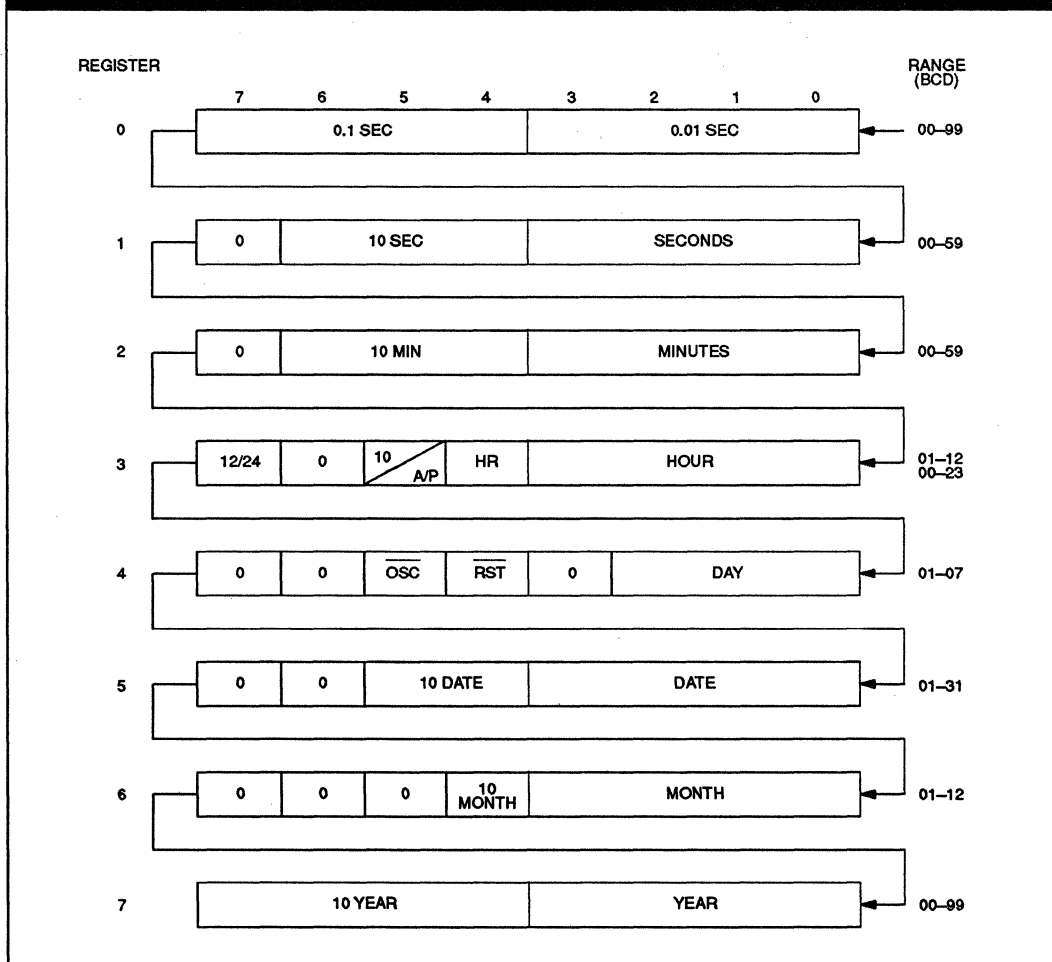 REGISTER
RANGE
(BCD)
7 6 5 4 3 2 1 0
0 0.1 SEC 0.01 SEC 00–99
1 0 10 SEC SECONDS 00–59
2 0 10 MIN MINUTES 00–59
3 12/24 0 10 A/P HR HOUR 01–12
00–23
4 0 0 O̅S̅C̅ R̅S̅T̅ 0 DAY 01–07
5 0 0 10 DATE DATE 01–31
6 0 0 0 10 MONTH MONTH 01–12
7 10 YEAR YEAR 00–99